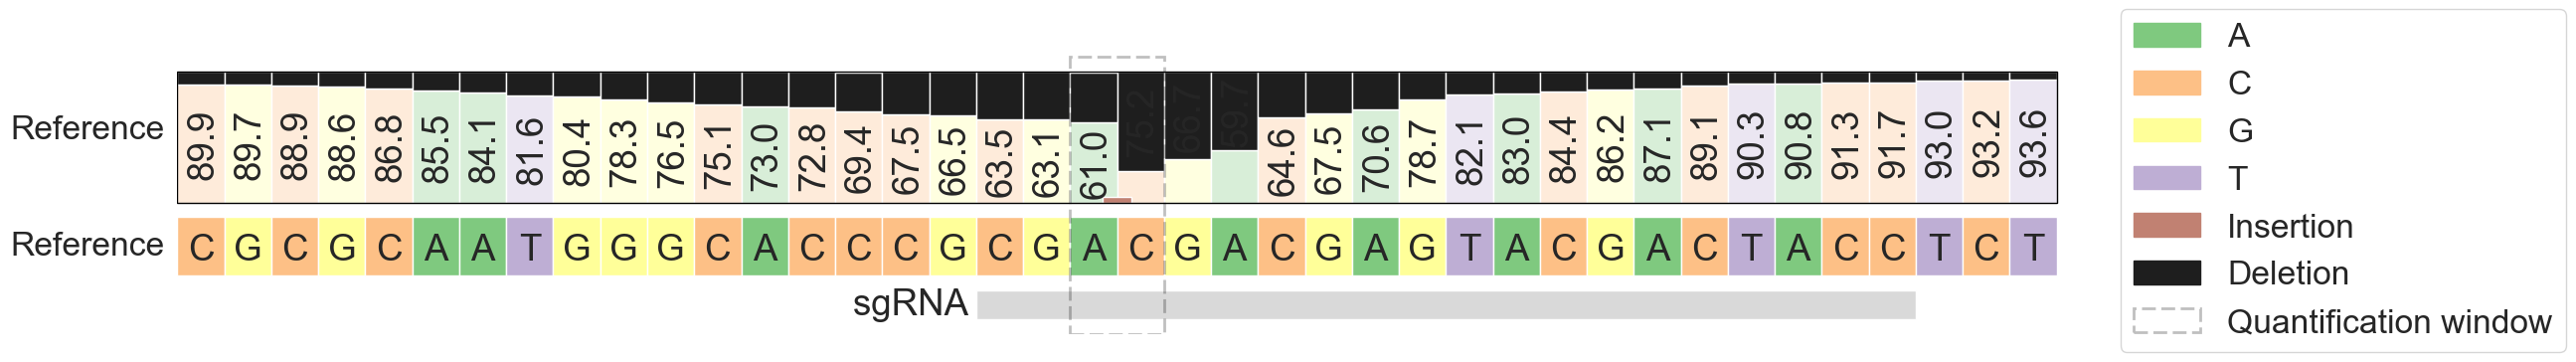 Reference 89.9 89.7 88.9 88.6 86.8 85.5 84.1 81.6 80.4 78.3 76.5 75.1 73.0 72.8 69.4 67.5 66.5 63.5 63.1 61.0 75.2 66.7 59.7 64.6 67.5 70.6 78.7 82.1 83.0 84.4 86.2 87.1 89.1 90.3 90.8 91.3 91.7 93.0 93.2 93.6
Reference C G C G C A A T G G G C A C C C G C G A C G A C G A G T A C G A C T A C C T C T
sgRNA
A
C
G
T
Insertion
Deletion
Quantification window